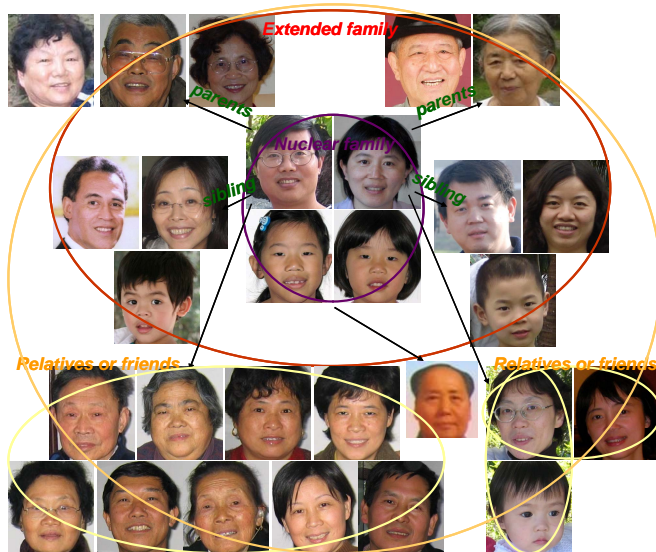 Extended family
parents
parents
Nuclear family
sibling
sibling
Relatives or friends
Relatives or friends